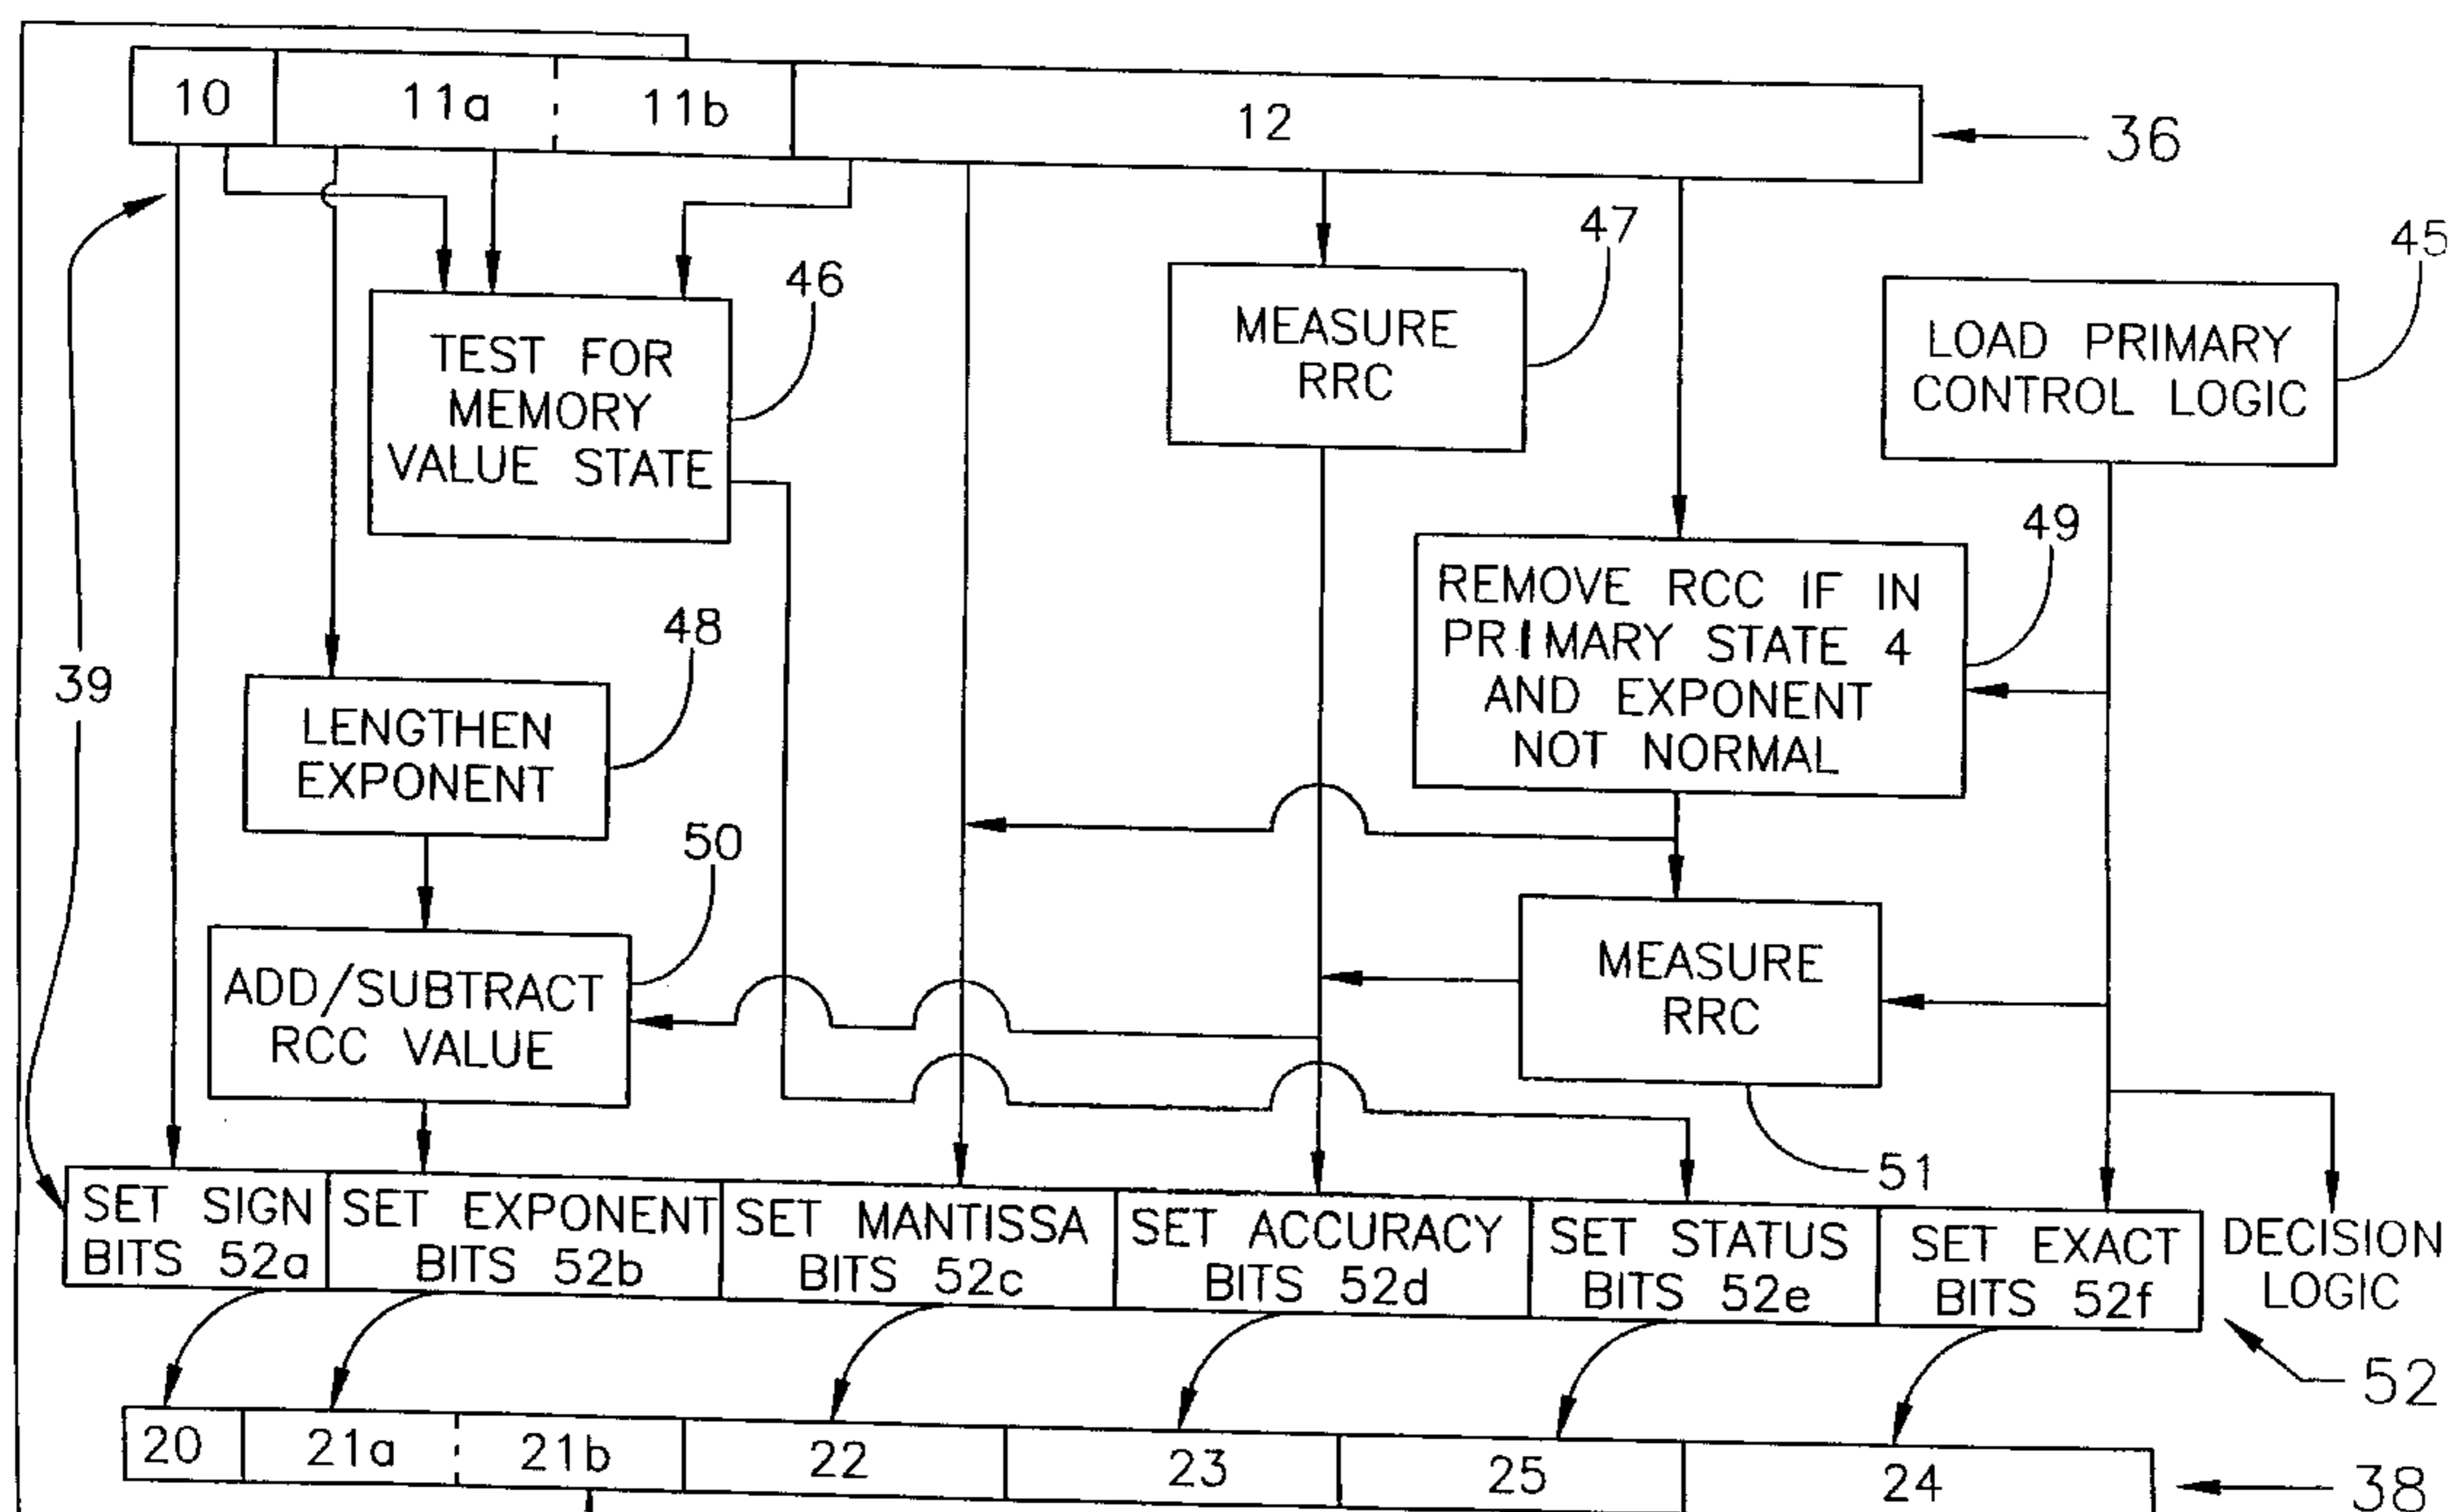 10 11a 11b 12
36
47
45
46
MEASURE
RRC
LOAD PRIMARY
CONTROL LOGIC
TEST FOR
MEMORY
VALUE STATE
49
REMOVE RCC IF IN
PRIMARY STATE 4
AND EXPONENT
NOT NORMAL
48
39
LENGTHEN
EXPONENT
50
ADD/SUBTRACT
RCC VALUE
MEASURE
RRC
51
SET SIGN
BITS 52a
SET EXPONENT
BITS 52b
SET MANTISSA
BITS 52c
SET ACCURACY
BITS 52d
SET STATUS
BITS 52e
SET EXACT
BITS 52f
DECISION
LOGIC
52
20 21a 21b 22 23 25 24
38